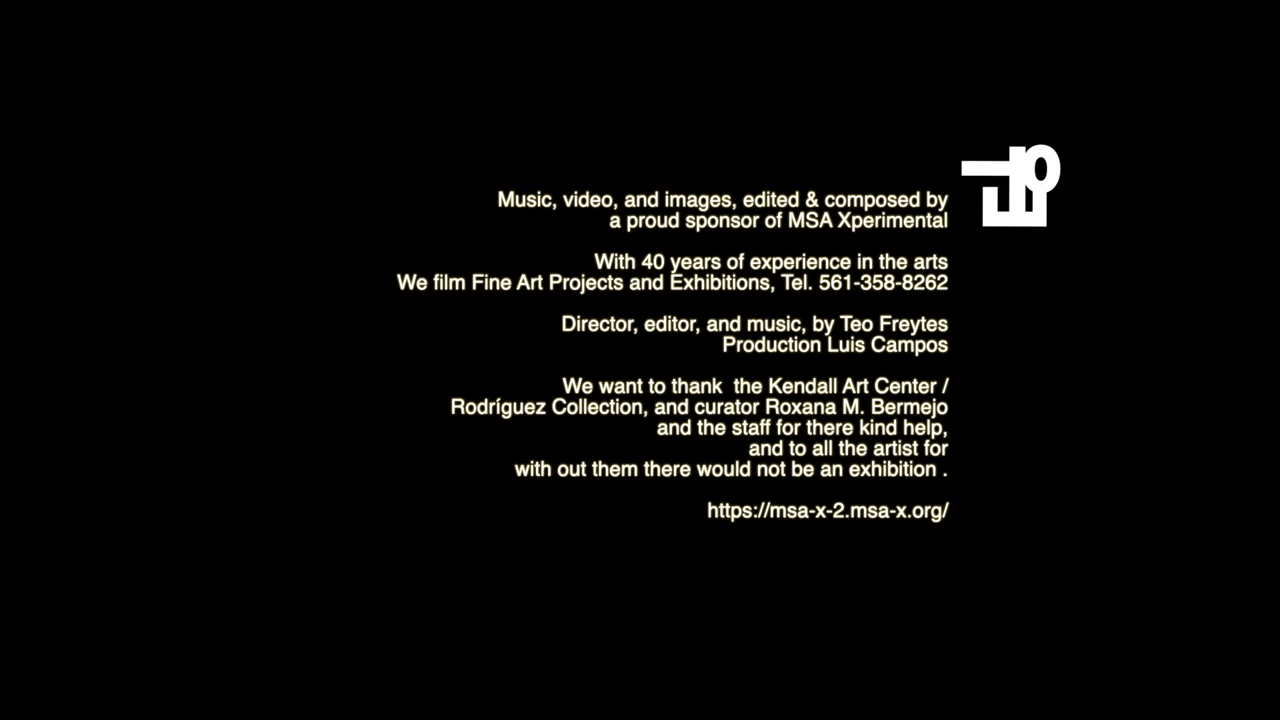 Music, video, and images, edited & composed by
a proud sponsor of MSA Xperimental
With 40 years of experience in the arts
We film Fine Art Projects and Exhibitions, Tel. 561-358-8262
Director, editor, and music, by Teo Freytes
Production Luis Campos
We want to thank  the Kendall Art Center /
Rodríguez Collection, and curator Roxana M. Bermejo
and the staff for there kind help,
and to all the artist for
with out them there would not be an exhibition .
https://msa-x-2.msa-x.org/